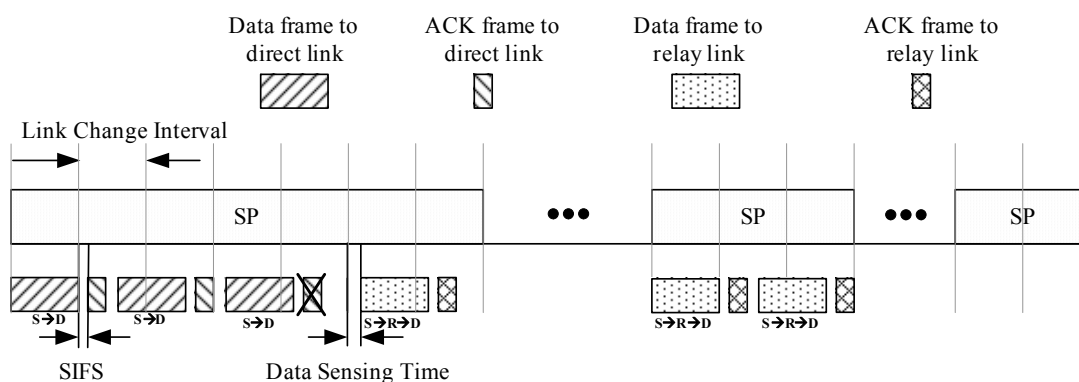 Data frame to
direct link
ACK frame to
direct link
Data frame to
relay link
ACK frame to
relay link
Link Change Interval
SP
SP
SP
S→D
S→D
S→D
S→R→D
S→R→D
S→R→D
SIFS
Data Sensing Time